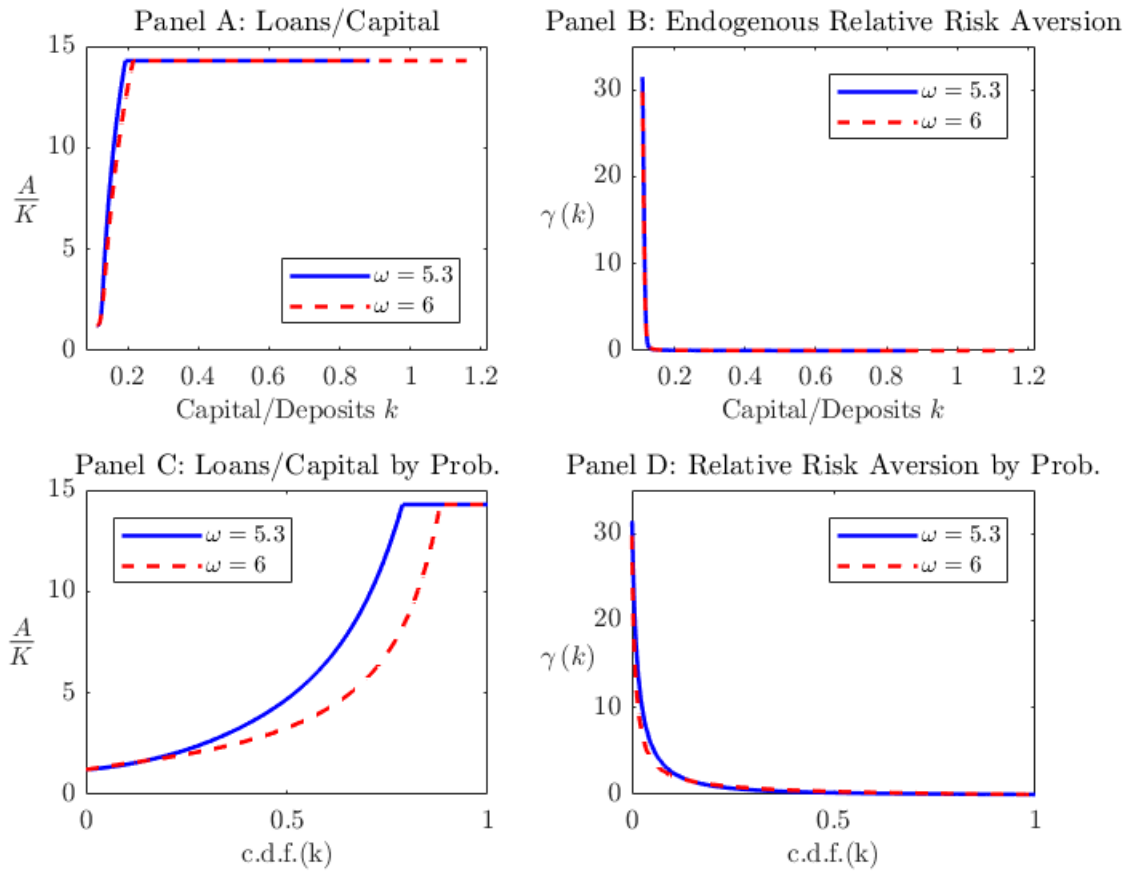 Panel A: Loans/Capital
15
10
5
0
A
K
ω = 5.3
ω = 6
0.2 0.4 0.6 0.8 1 1.2
Capital/Deposits k
Panel B: Endogenous Relative Risk Aversion
30
20
10
0
γ (k)
ω = 5.3
ω = 6
0.2 0.4 0.6 0.8 1 1.2
Capital/Deposits k
Panel C: Loans/Capital by Prob.
15
10
5
0
A
K
ω = 5.3
ω = 6
0 0.5 1
c.d.f.(k)
Panel D: Relative Risk Aversion by Prob.
30
20
10
0
γ (k)
ω = 5.3
ω = 6
0 0.5 1
c.d.f.(k)